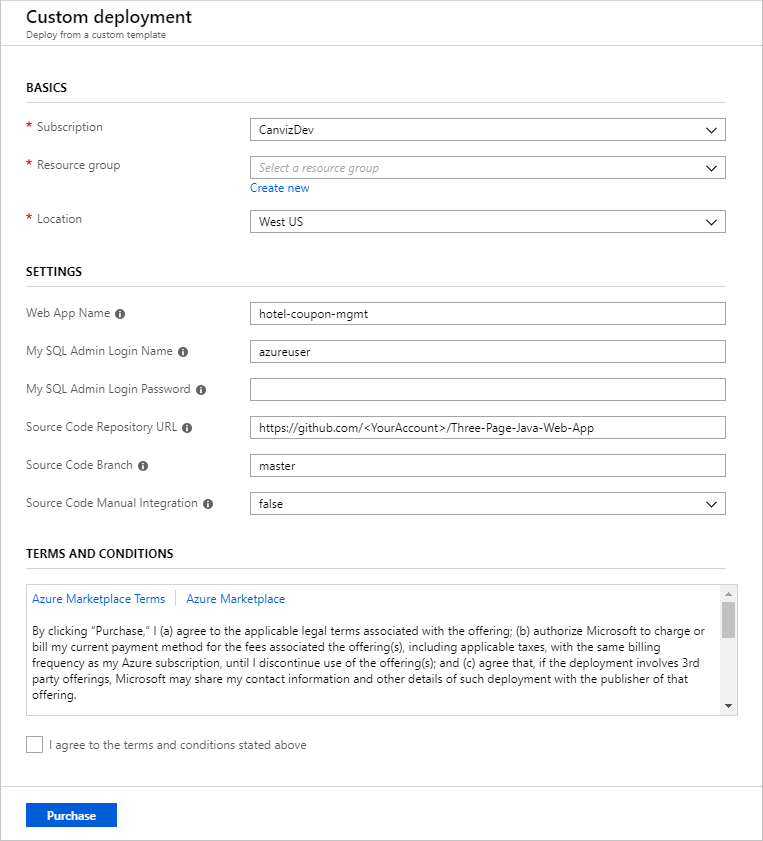 Custom deployment
Deploy from a custom template
BASICS
* Subscription
CanvizDev
* Resource group
Select a resource group
Create new
* Location
West US
SETTINGS
Web App Name
hotel-coupon-mgmt
My SQL Admin Login Name
azureuser
My SQL Admin Login Password
Source Code Repository URL
https://github.com/<YourAccount>/Three-Page-Java-Web-App
Source Code Branch
master
Source Code Manual Integration
false
TERMS AND CONDITIONS
Azure Marketplace Terms | Azure Marketplace
By clicking “Purchase,” I (a) agree to the applicable legal terms associated with the offering; (b) authorize Microsoft to charge or
bill my current payment method for the fees associated the offering(s), including applicable taxes, with the same billing
frequency as my Azure subscription, until I discontinue use of the offering(s); and (c) agree that, if the deployment involves 3rd
party offerings, Microsoft may share my contact information and other details of such deployment with the publisher of that
offering.
I agree to the terms and conditions stated above
Purchase